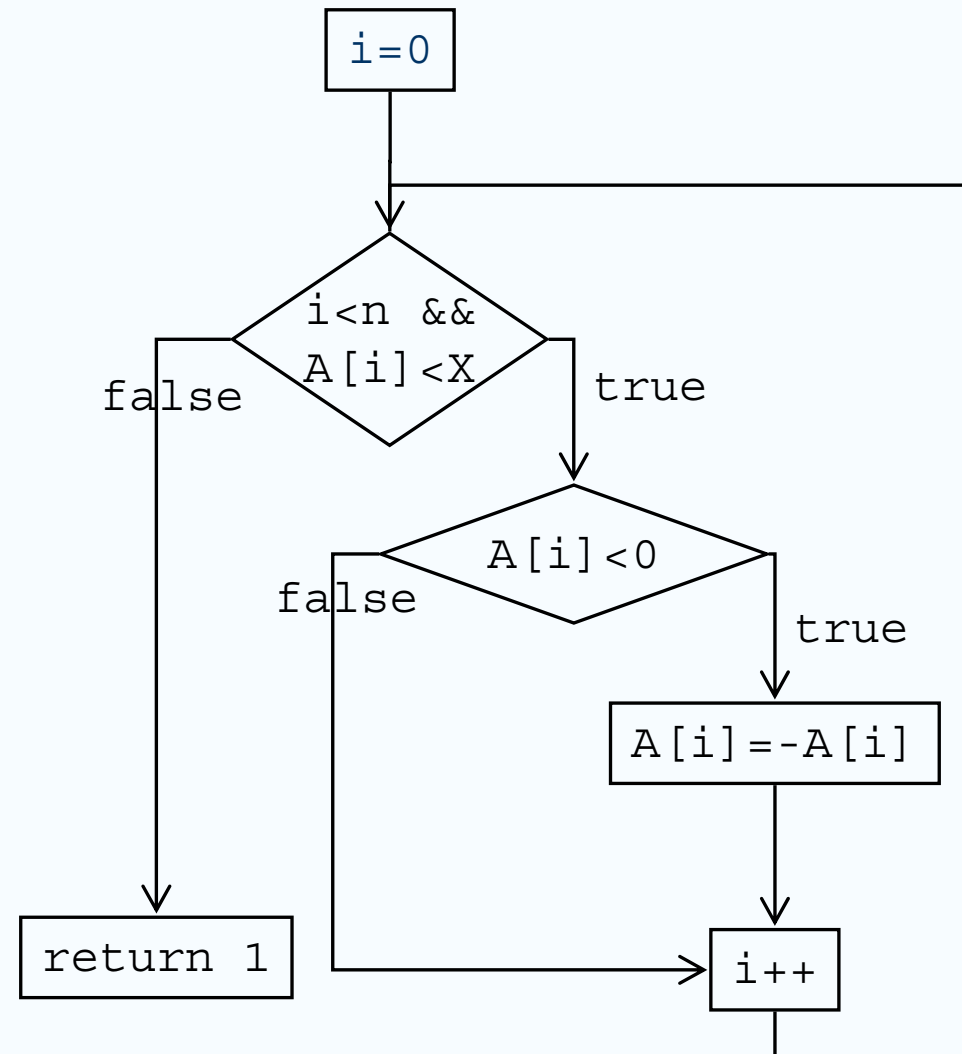 i=0
i<n &&
A[i]<X
false
true
A[i]<0
false
true
A[i]=-A[i]
return 1
i++